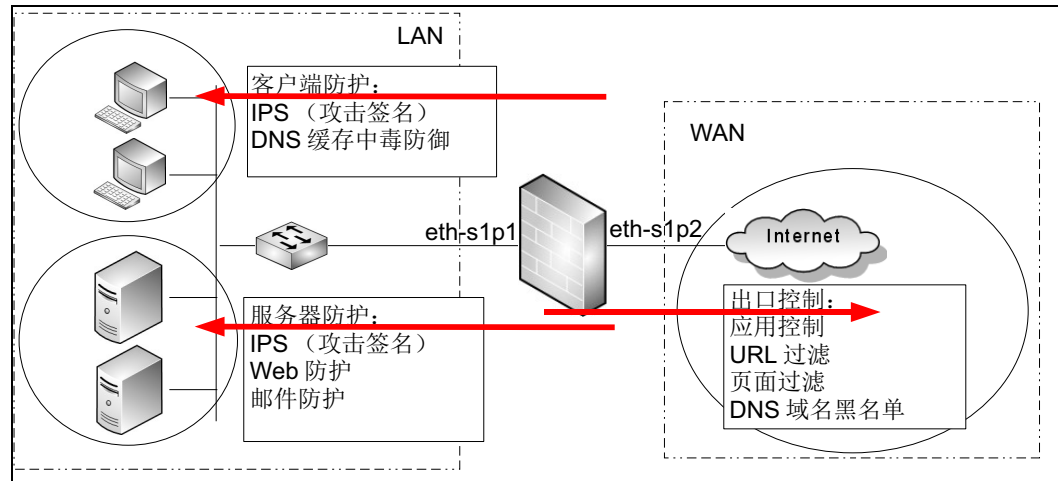 LAN
客户端防护：
IPS （攻击签名）
DNS 缓存中毒防御
WAN
eth-s1p1
eth-s1p2
Internet
服务器防护：
IPS （攻击签名）
Web 防护
邮件防护
出口控制：
应用控制
URL 过滤
页面过滤
DNS 域名黑名单